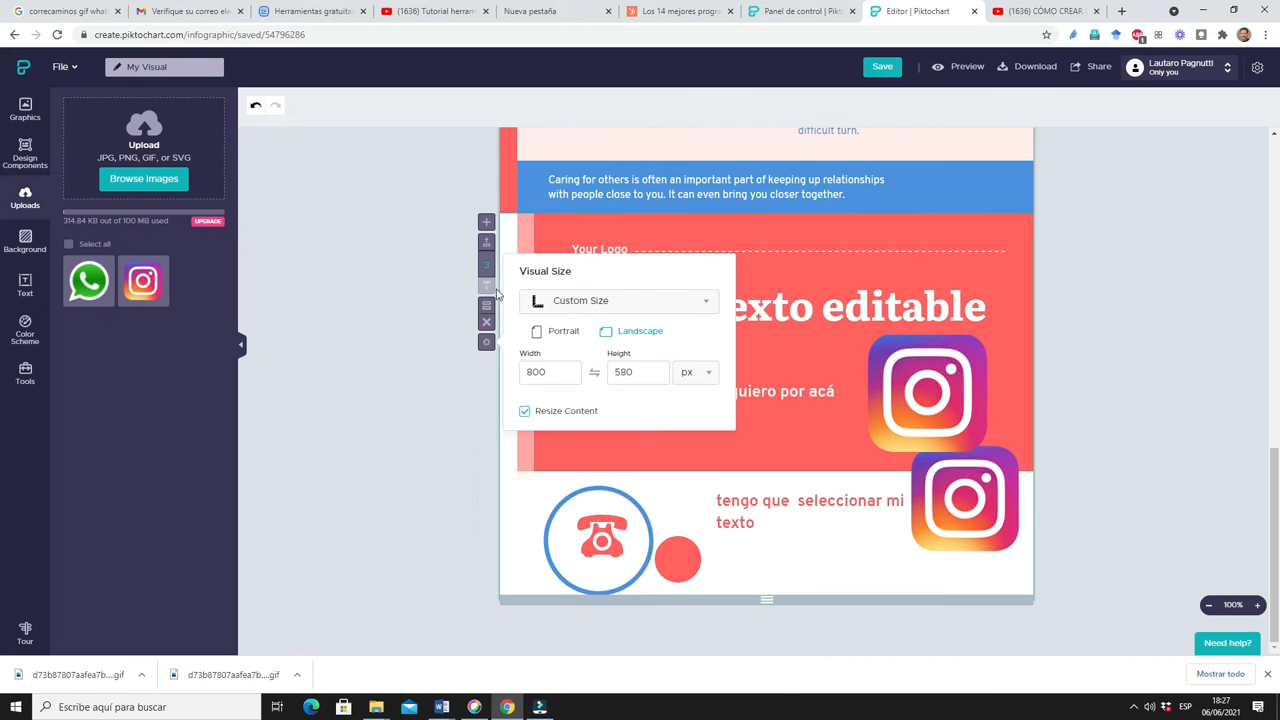 correcaminos gif what
Verifique su correo ele
Herramientas gratuita
(1636) Tutorial herram
Nueva pestaña
Los 14 mejores progra
Panel de control | Pikto
Editor | Piktochart
(1636) CÓMO CREAR
create.piktochart.com/infographic/saved/54796286
File
My Visual
Save
Preview
Download
Share
Lautaro Pagnutti
Only you
Graphics
Design
Components
Uploads
Background
Text
Color
Scheme
Tools
Tour
Upload
JPG, PNG, GIF, or SVG
Browse Images
314.84 KB out of 100 MB used
UPGRADE
Select all
difficult turn.
Caring for others is often an important part of keeping up relationships
with people close to you. It can even bring you closer together.
Your Logo
3
Visual Size
Custom Size
Portrait
Landscape
Width
Height
800
580
px
Resize Content
exto editable
quiero por acá
tengo que seleccionar mi
texto
100%
Need help?
d73b87807aafea7b....gif
d73b87807aafea7b....gif
Mostrar todo
Escribe aquí para buscar
ESP
18:27
06/06/2021